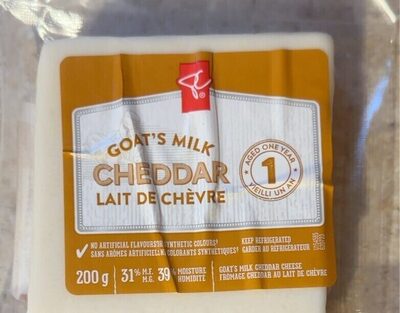 GOAT'S MILK
CHEDDAR
LAIT DE CHÈVRE
AGED ONE YEAR
1
VIEILLI UN AN
NO ARTIFICIAL FLAVOURS SYNTHETIC COLOURS
SANS ARÔMES ARTIFICIELS COLORANTS SYNTHÉTIQUES
KEEP REFRIGERATED
GARDER AU RÉFRIGÉRATEUR
200 g
31% M.F.
M.G.
39% MOISTURE
HUMIDITÉ
GOAT'S MILK CHEDDAR CHEESE
FROMAGE CHEDDAR AU LAIT DE CHÈVRE